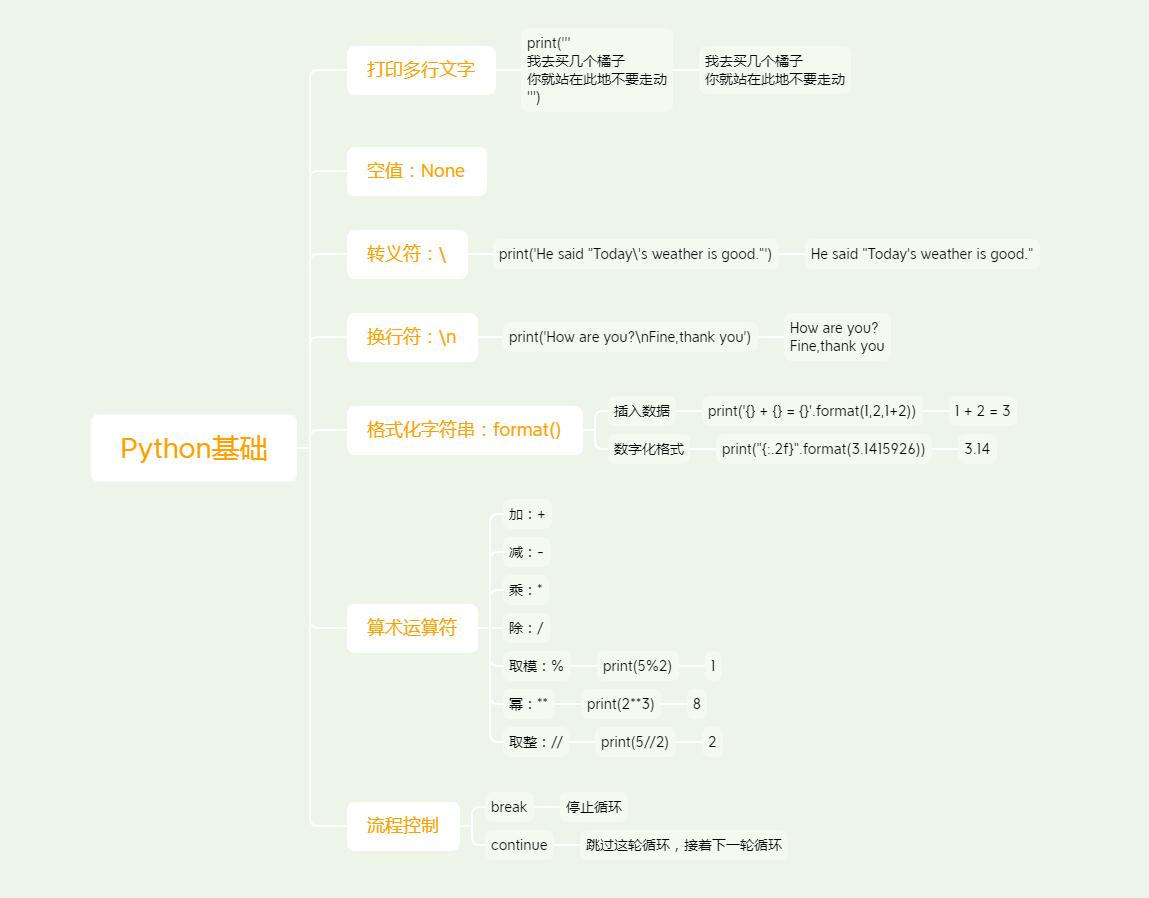 打印多行文字
print('''
我去买几个橘子
你就站在此地不要走动
''')
我去买几个橘子
你就站在此地不要走动
空值：None
转义符：\
print('He said "Today\'s weather is good."')
He said "Today's weather is good."
换行符：\n
print('How are you?\nFine,thank you')
How are you?
Fine,thank you
Python基础
格式化字符串：format()
插入数据
print('{} + {} = {}'.format(1,2,1+2))
1 + 2 = 3
数字化格式
print("{:.2f}".format(3.1415926))
3.14
算术运算符
加：+
减：-
乘：*
除：/
取模：%
print(5%2)
1
幂：**
print(2**3)
8
取整：//
print(5//2)
2
流程控制
break
停止循环
continue
跳过这轮循环，接着下一轮循环